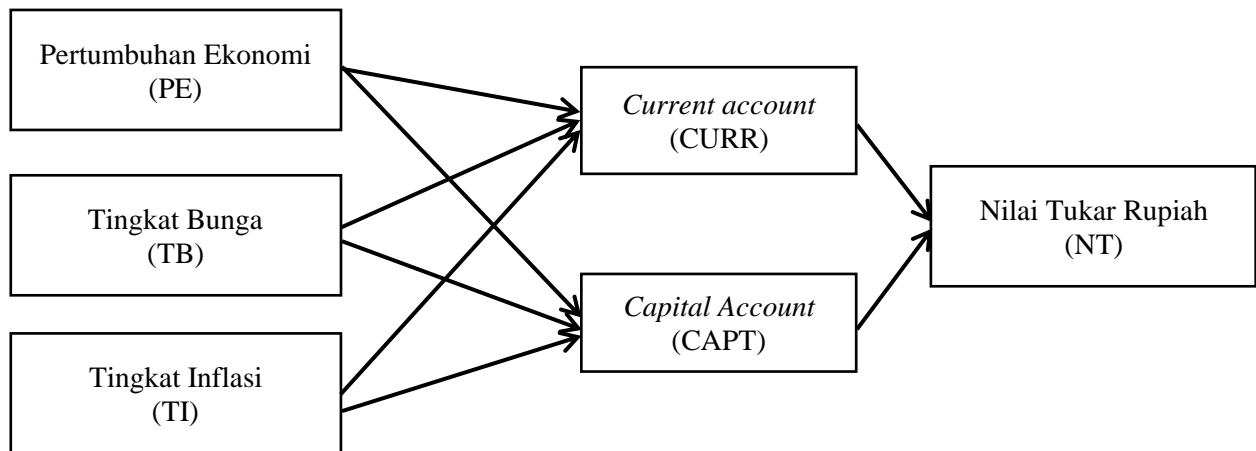 Pertumbuhan Ekonomi
(PE)
Tingkat Bunga
(TB)
Tingkat Inflasi
(TI)
Current account
(CURR)
Capital Account
(CAPT)
Nilai Tukar Rupiah
(NT)